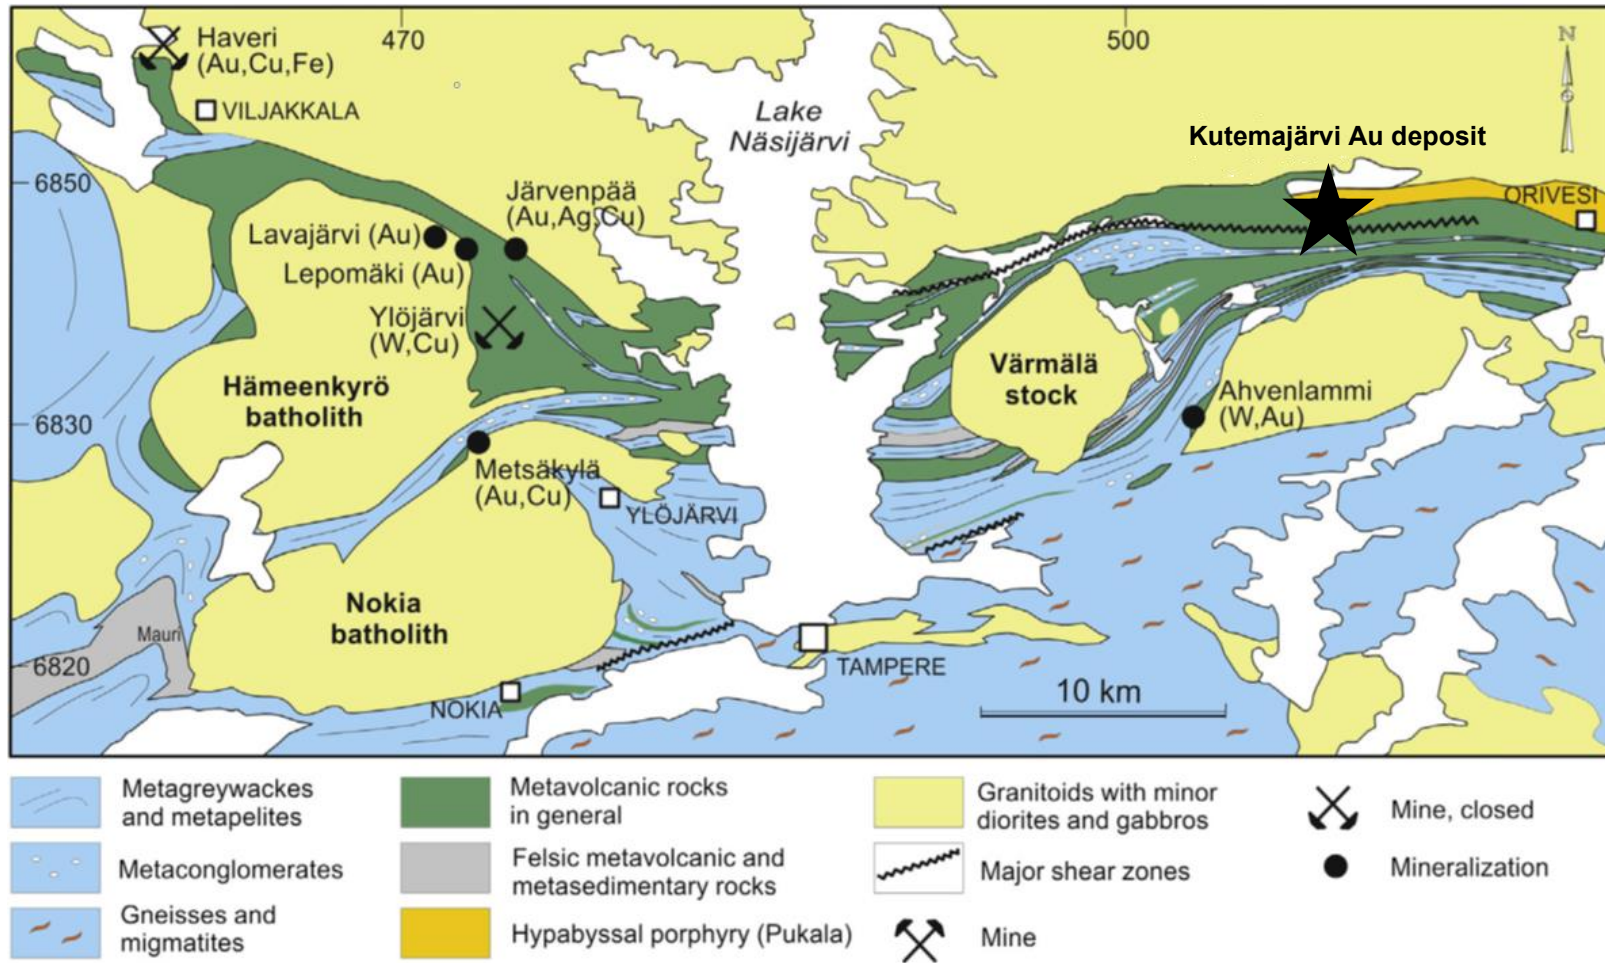 Haveri
(Au,Cu,Fe)
470
500
N
VILJAKKALA
Lake
Näsijärvi
Kutemajärvi Au deposit
6850
Järvenpää
(Au,Ag,Cu)
ORIVESI
Lavajärvi (Au)
Lepomäki (Au)
Ylöjärvi
(W,Cu)
Hämeenkyrö
batholith
Värmälä
stock
Ahvenlammi
(W,Au)
6830
Metsäkylä
(Au,Cu)
YLÖJÄRVI
Nokia
batholith
Mauri
6820
TAMPERE
NOKIA
10 km
Metagreywackes
and metapelites
Metavolcanic rocks
in general
Granitoids with minor
diorites and gabbros
Mine, closed
Metaconglomerates
Felsic metavolcanic and
metasedimentary rocks
Major shear zones
Mineralization
Gneisses and
migmatites
Hypabyssal porphyry (Pukala)
Mine